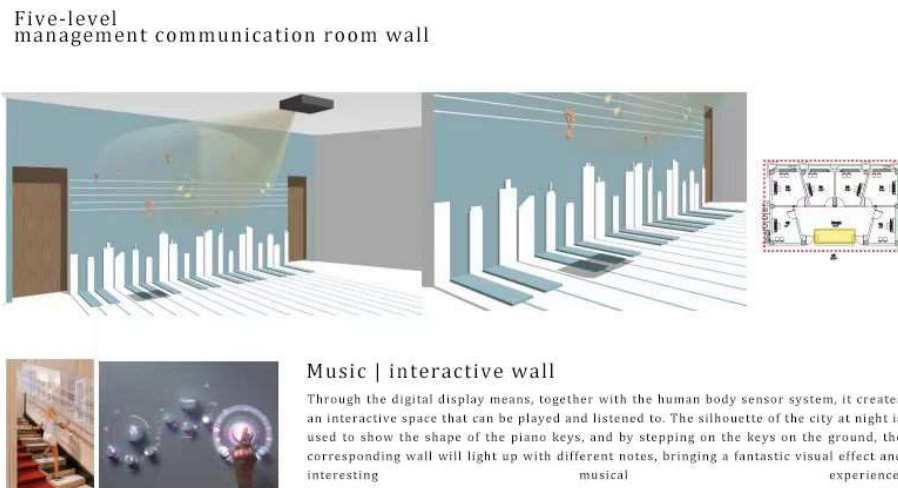 Five-level
management communication room wall
Music | interactive wall
Through the digital display means, together with the human body sensor system, it creates
an interactive space that can be played and listened to. The silhouette of the city at night is
used to show the shape of the piano keys, and by stepping on the keys on the ground, the
corresponding wall will light up with different notes, bringing a fantastic visual effect and
interesting musical experience